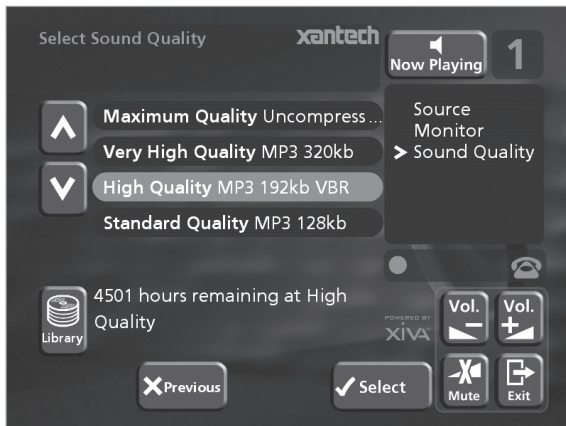 Select Sound Quality
xantech
Now Playing
1
Maximum Quality Uncompress...
Very High Quality MP3 320kb
High Quality MP3 192kb VBR
Standard Quality MP3 128kb
Source
Monitor
> Sound Quality
4501 hours remaining at High
Quality
Library
POWERED BY
XiVA
Vol.
Vol.
Previous
Select
Mute
Exit